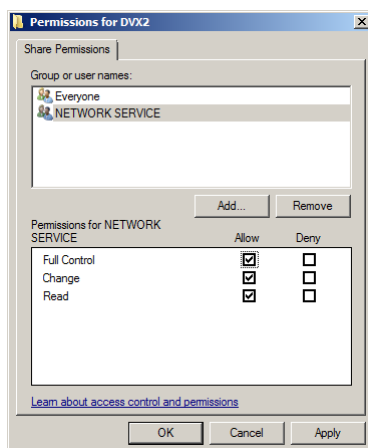 Permissions for DVX2
Share Permissions
Group or user names:
Everyone
NETWORK SERVICE
Add... Remove
Permissions for NETWORK
SERVICE Allow Deny
Full Control
Change
Read
Learn about access control and permissions
OK Cancel Apply